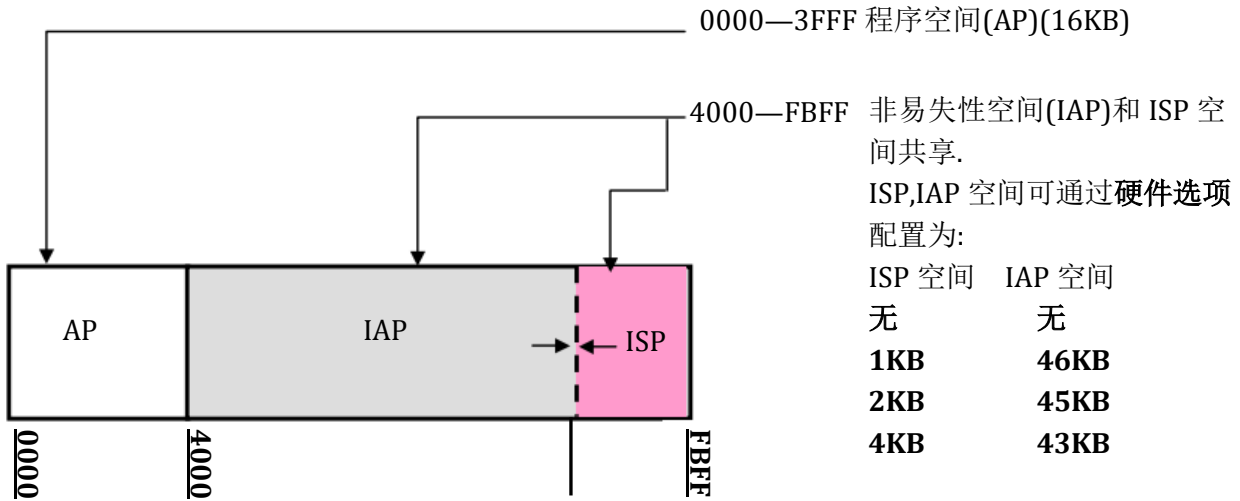 0000—3FFF 程序空间(AP)(16KB)
4000—FBFF 非易失性空间(IAP)和 ISP 空
间共享.
ISP,IAP 空间可通过硬件选项
配置为:
ISP 空间 IAP 空间
无 无
1KB 46KB
2KB 45KB
4KB 43KB
AP IAP ISP
0000 4000 FBFF